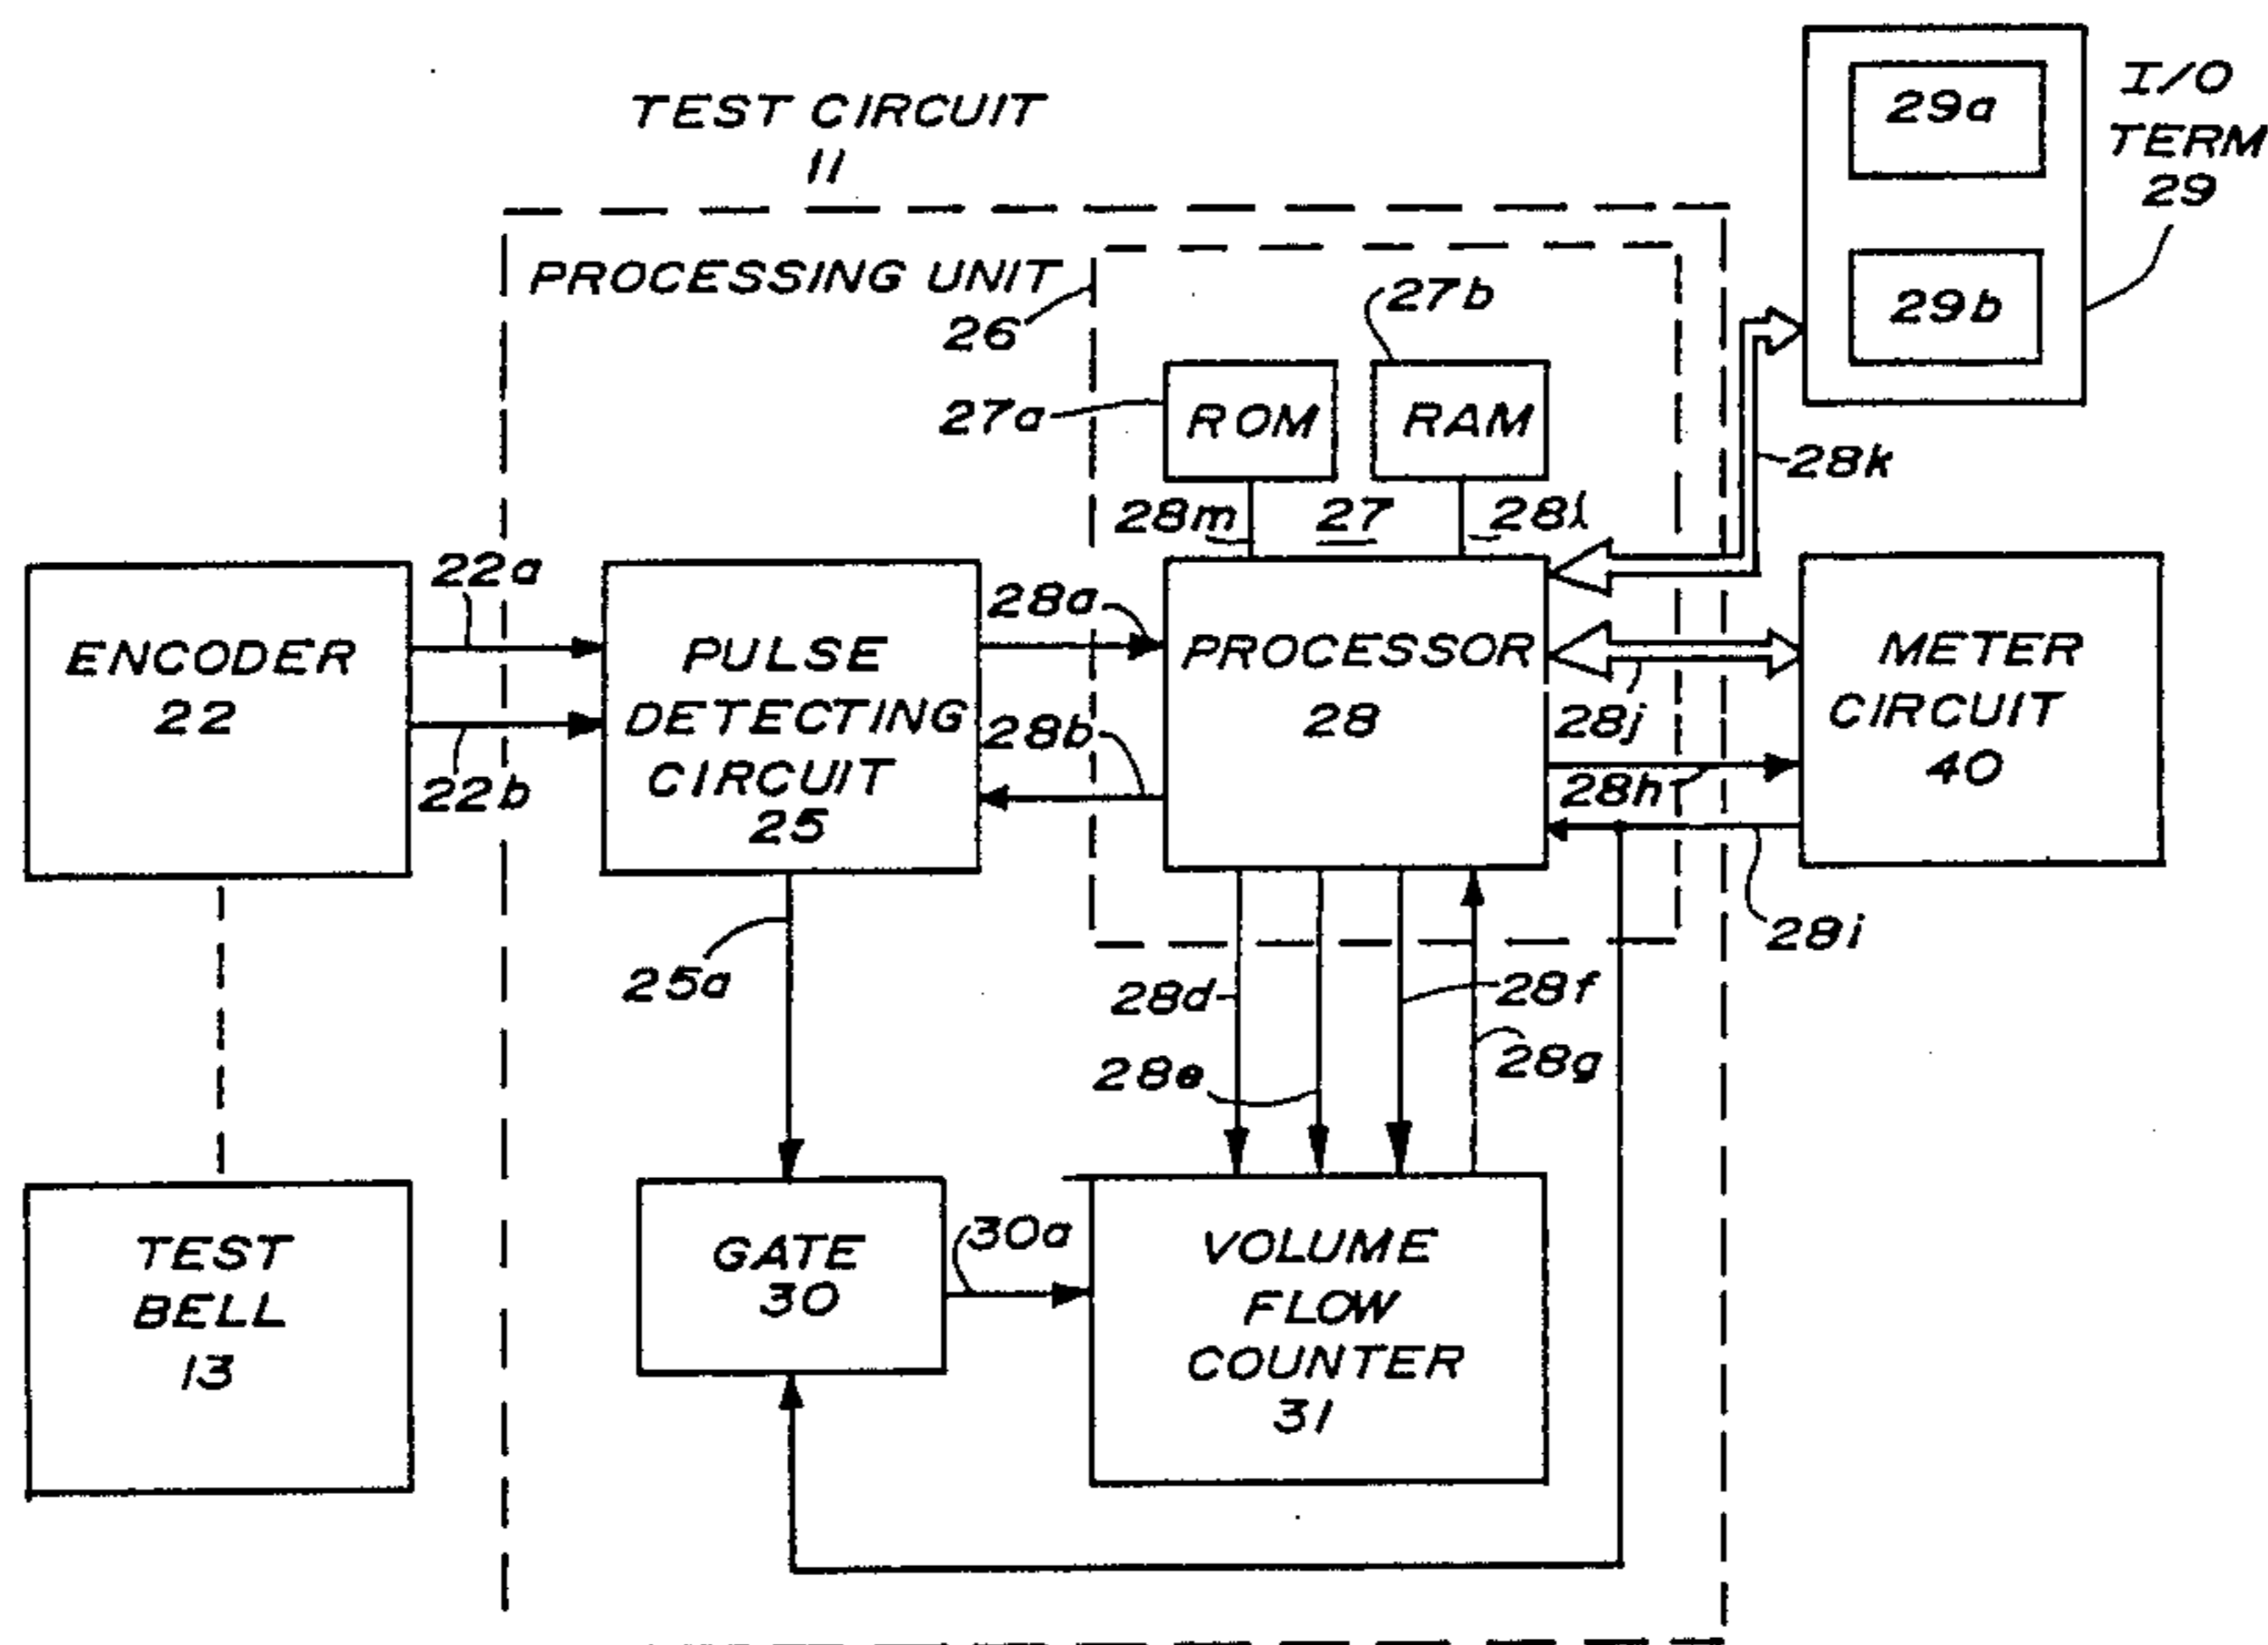 TEST CIRCUIT
11
I/O
TERM
29
29a
29b
PROCESSING UNIT
26
27b
27a
ROM
RAM
28k
28m
27
28l
22a
28a
ENCODER
22
PULSE
DETECTING
CIRCUIT
25
PROCESSOR
28
METER
CIRCUIT
40
22b
28b
28j
28h
28i
25a
28d
28f
28e
28g
30a
TEST
BELL
13
GATE
30
VOLUME
FLOW
COUNTER
31